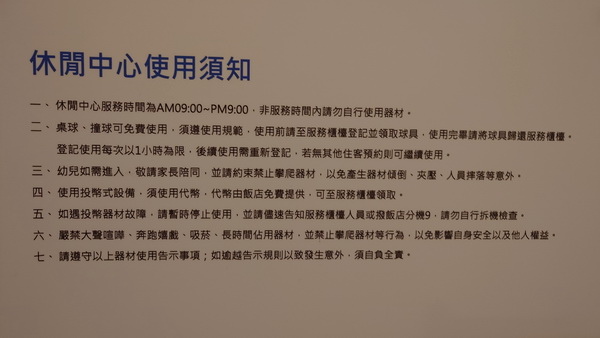 休閒中心使用須知
一、 休閒中心服務時間為AM09:00~PM9:00，非服務時間內請勿自行使用器材。
二、 桌球、撞球可免費使用，須遵使用規範，使用前請至服務櫃檯登記並領取球具，使用完畢請將球具歸還服務櫃檯。
登記使用每次以1小時為限，後續使用需重新登記，若無其他住客預約則可繼續使用。
三、 幼兒如需進入，敬請家長陪同，並請約束禁止攀爬器材，以免產生器材傾倒、夾壓、人員摔落等意外。
四、 使用投幣式設備，須使用代幣，代幣由飯店免費提供，可至服務櫃檯領取。
五、 如遇投幣器材故障，請暫時停止使用，並請儘速告知服務櫃檯人員或撥飯店分機9，請勿自行拆機檢查。
六、 嚴禁大聲喧嘩、奔跑嬉戲、吸菸、長時間佔用器材，並禁止攀爬器材等行為，以免影響自身安全以及他人權益。
七、 請遵守以上器材使用告示事項；如逾越告示規則以致發生意外，須自負全責。